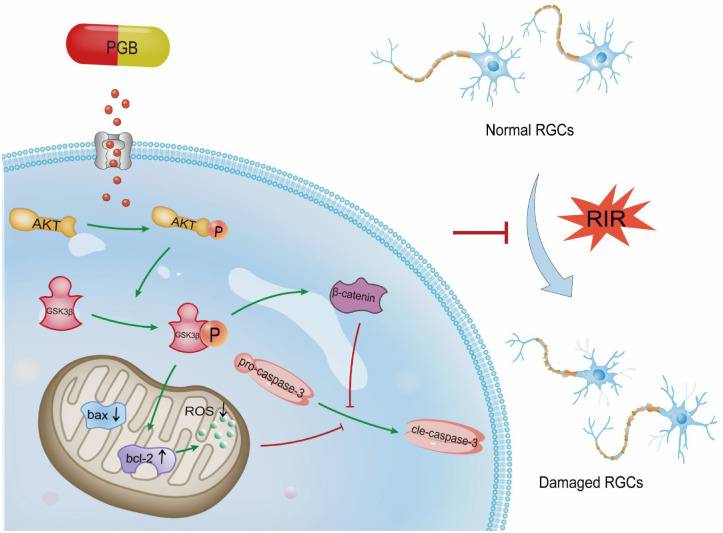 PGB
Normal RGCs
AKT
AKT
P
RIR
GSK3β
GSK3β
P
β-catenin
pro-caspase-3
bax ↓
ROS ↓
bcl-2 ↑
cle-caspase-3
Damaged RGCs